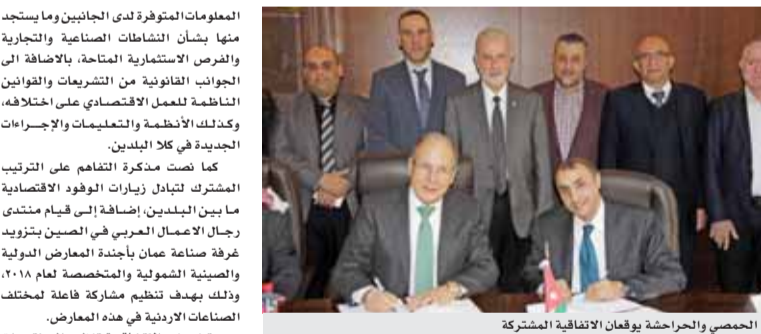 المعلومات المتوفرة لدى الجانبين وما يستجد
منها بشأن النشاطات الصناعية والتجارية
والفرص الاستثمارية المتاحة، بالاضافة الى
الجوانب القانونية من التشريعات والقوانين
الناظمة للعمل الاقتصادي على اختلافه،
وكذلك الأنظمة والتعليمات والإجراءات
الجديدة في كلا البلدين.
كما نصت مذكرة التفاهم على الترتيب
المشترك لتبادل زيارات الوفود الاقتصادية
ما بين البلدين، إضافة إلى قيام منتدى
رجال الاعمال العربي في الصين بتزويد
غرفة صناعة عمان بأجندة المعارض الدولية
والصينية الشمولية والمتخصصة لعام ٢٠١٨،
وذلك بهدف تنظيم مشاركة فاعلة لمختلف
الصناعات الاردنية في هذه المعارض.
الحمصي والحراحشة يوقعان الاتفاقية المشتركة